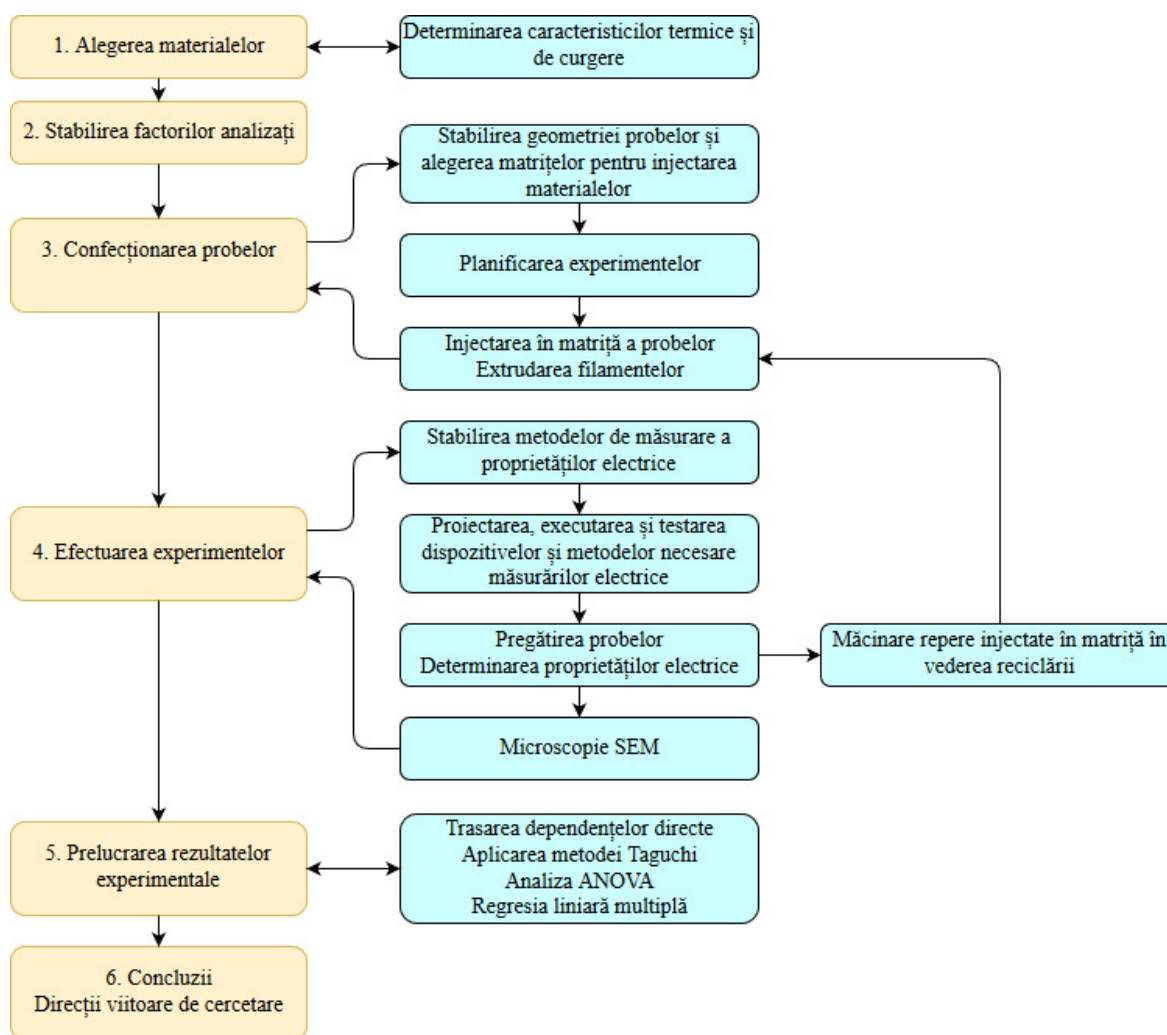 1. Alegerea materialelor
Determinarea caracteristicilor termice și
de curgere
2. Stabilirea factorilor analizați
Stabilirea geometriei probelor și
alegerea matrițelor pentru injectarea
materialelor
3. Confecționarea probelor
Planificarea experimentelor
Injectarea în matriță a probelor
Extrudarea filamentelor
Stabilirea metodelor de măsurare a
proprietăților electrice
4. Efectuarea experimentelor
Proiectarea, executarea și testarea
dispozitivelor și metodelor necesare
măsurărilor electrice
Pregătirea probelor
Determinarea proprietăților electrice
Măcinare repere injectate în matriță în
vederea reciclării
Microscopie SEM
5. Prelucrarea rezultatelor
experimentale
Trasarea dependențelor directe
Aplicarea metodei Taguchi
Analiza ANOVA
Regresia liniară multiplă
6. Concluzii
Direcții viitoare de cercetare